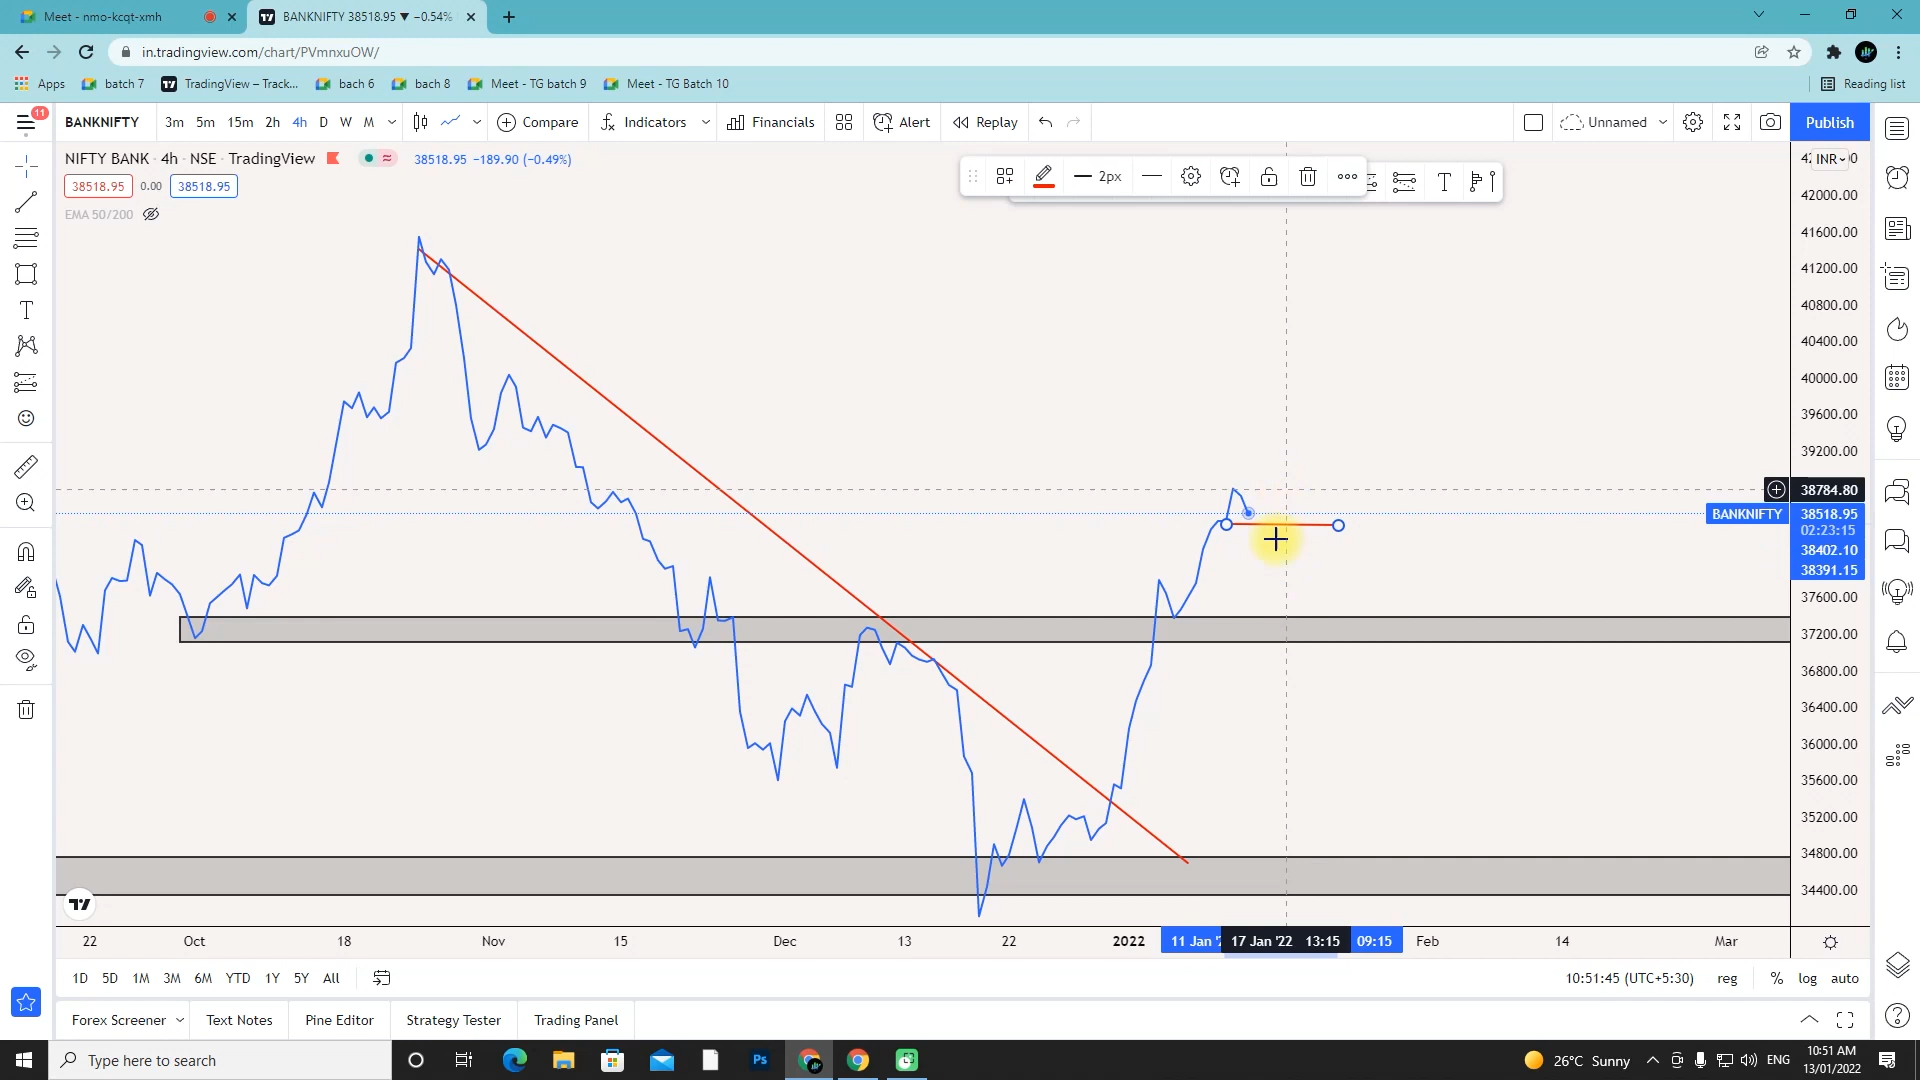 Meet - nmo-kcqt-xmh
BANKNIFTY 38518.95 ▼ −0.54%
in.tradingview.com/chart/PVmnxuOW/
Apps batch 7 TradingView – Track... bach 6 bach 8 Meet - TG batch 9 Meet - TG Batch 10 Reading list
11 BANKNIFTY 3m 5m 15m 2h 4h D W M Compare Indicators Financials Alert Replay Unnamed Publish
NIFTY BANK · 4h · NSE · TradingView 38518.95 −189.90 (−0.49%)
INR
38518.95 0.00 38518.95
EMA 50/200
2px
T
42000.00
41600.00
41200.00
40800.00
40400.00
40000.00
39600.00
39200.00
38784.80
BANKNIFTY 38518.95
02:23:15
38402.10
38391.15
37600.00
37200.00
36800.00
36400.00
36000.00
35600.00
35200.00
34800.00
34400.00
22 Oct 18 Nov 15 Dec 13 22 2022 11 Jan '2 17 Jan '22 13:15 09:15 Feb 14 Mar
1D 5D 1M 3M 6M YTD 1Y 5Y All 10:51:45 (UTC+5:30) reg % log auto
Forex Screener Text Notes Pine Editor Strategy Tester Trading Panel
Type here to search Ps 26°C Sunny ENG 10:51 AM
13/01/2022